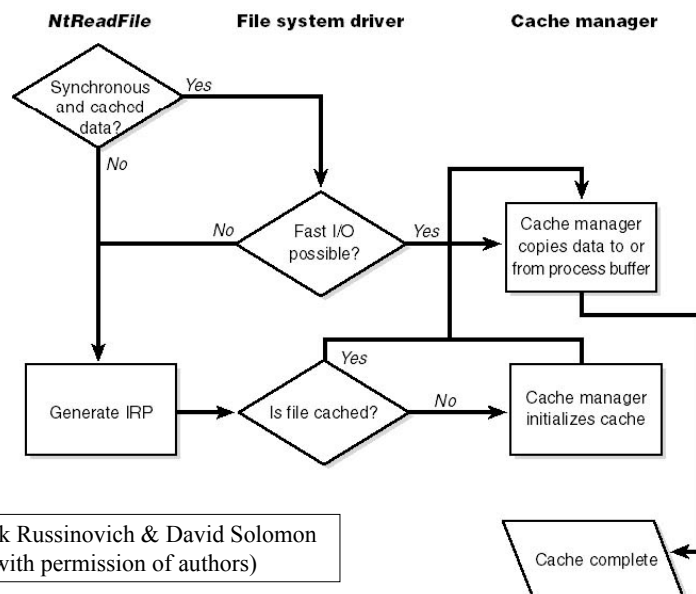 NtReadFile
File system driver
Cache manager
Synchronous
and cached
data?
Yes
No
Fast I/O
possible?
No
Yes
Cache manager
copies data to or
from process buffer
Generate IRP
Is file cached?
Yes
No
Cache manager
initializes cache
k Russinovich & David Solomon
with permission of authors)
Cache complete